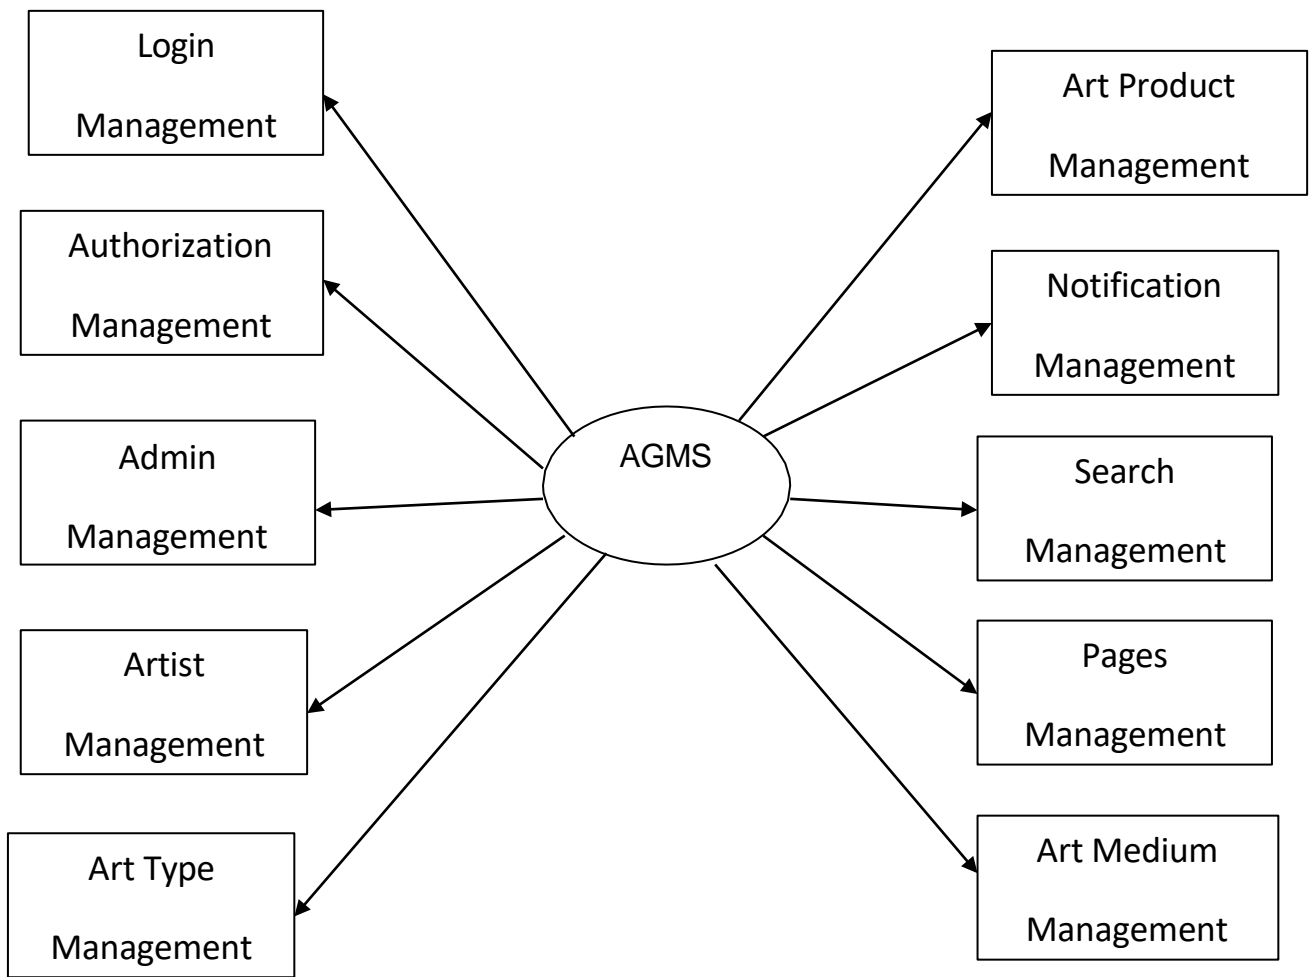 Login
Management
Authorization
Management
Admin
Management
Artist
Management
Art Type
Management
AGMS
Art Product
Management
Notification
Management
Search
Management
Pages
Management
Art Medium
Management